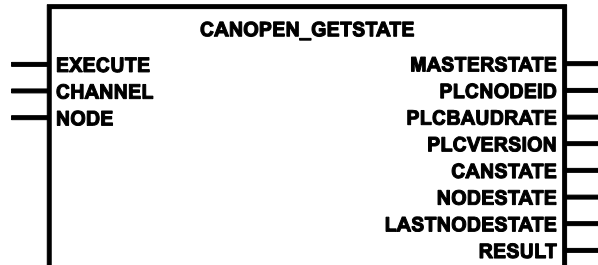 CANOPEN_GETSTATE
EXECUTE MASTERSTATE
CHANNEL PLCNODEID
NODE PLCBAUDRATE
PLCVERSION
CANSTATE
NODESTATE
LASTNODESTATE
RESULT